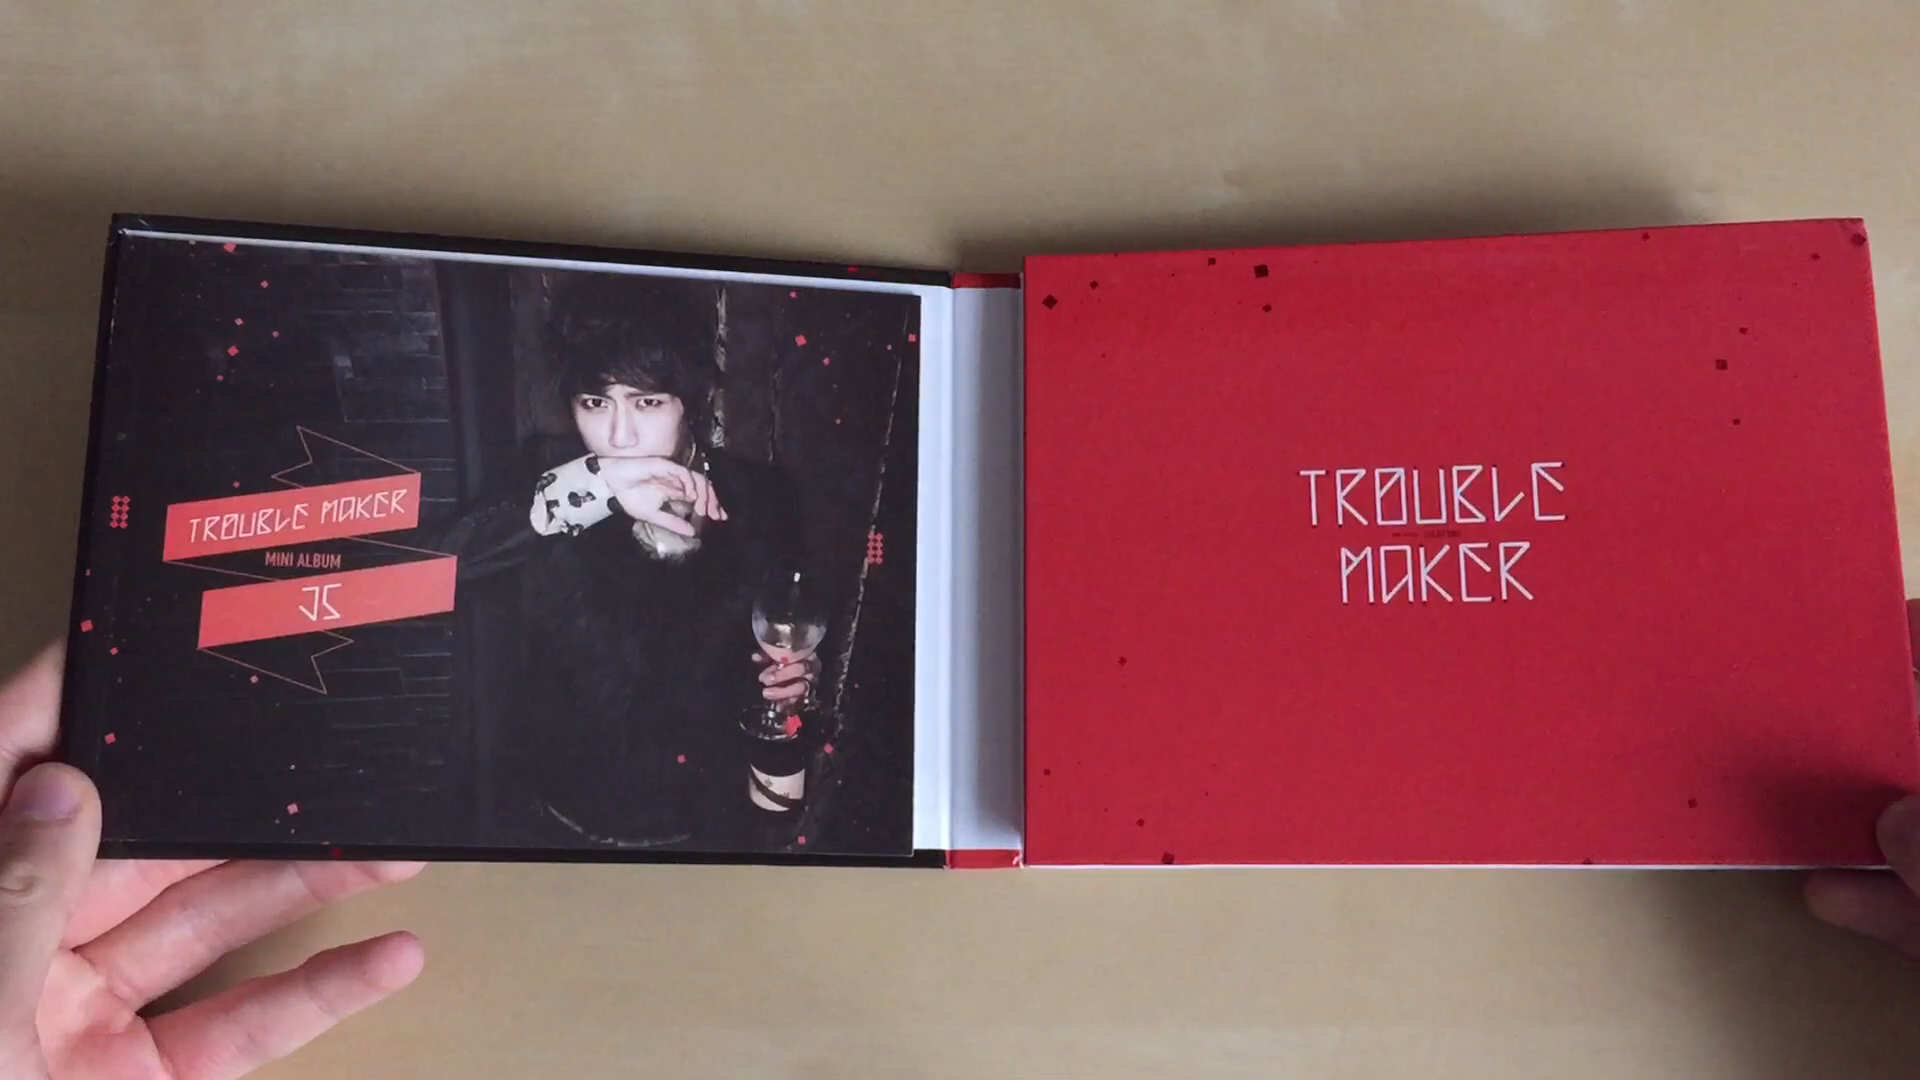 TROUBLE MAKER
MINI ALBUM
JS
TROUBLE
MAKER